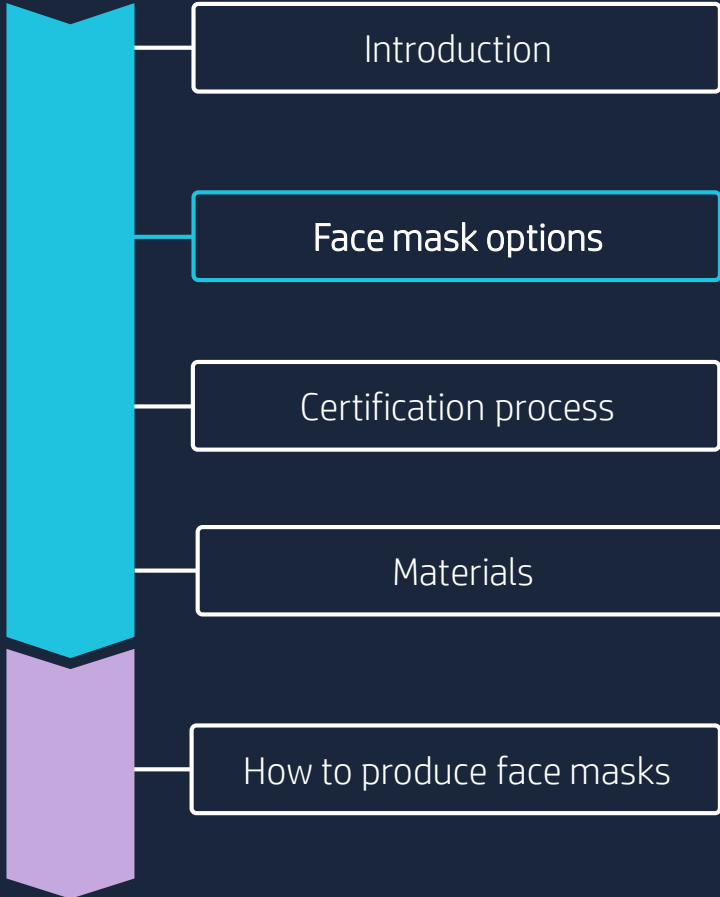 Introduction
Face mask options
Certification process
Materials
How to produce face masks